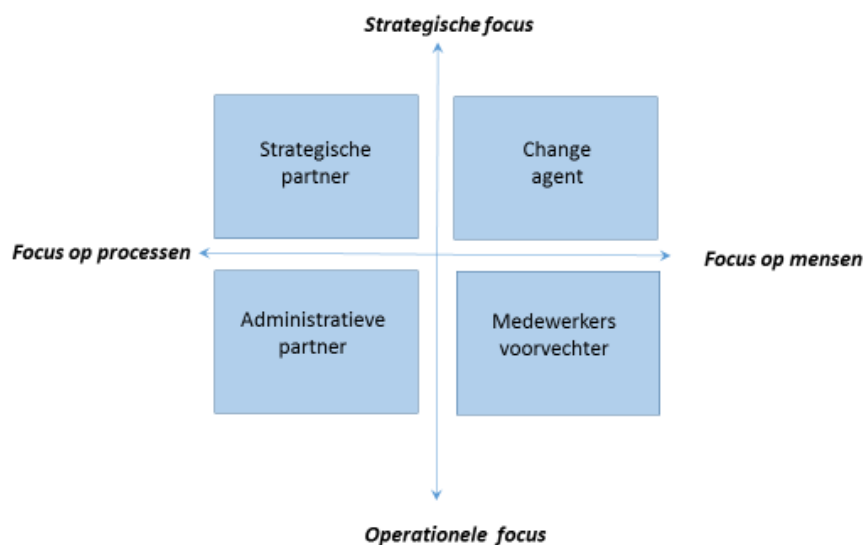 Strategische focus
Strategische
partner
Change
agent
Focus op processen
Focus op mensen
Administratieve
partner
Medewerkers
voorvechter
Operationele focus